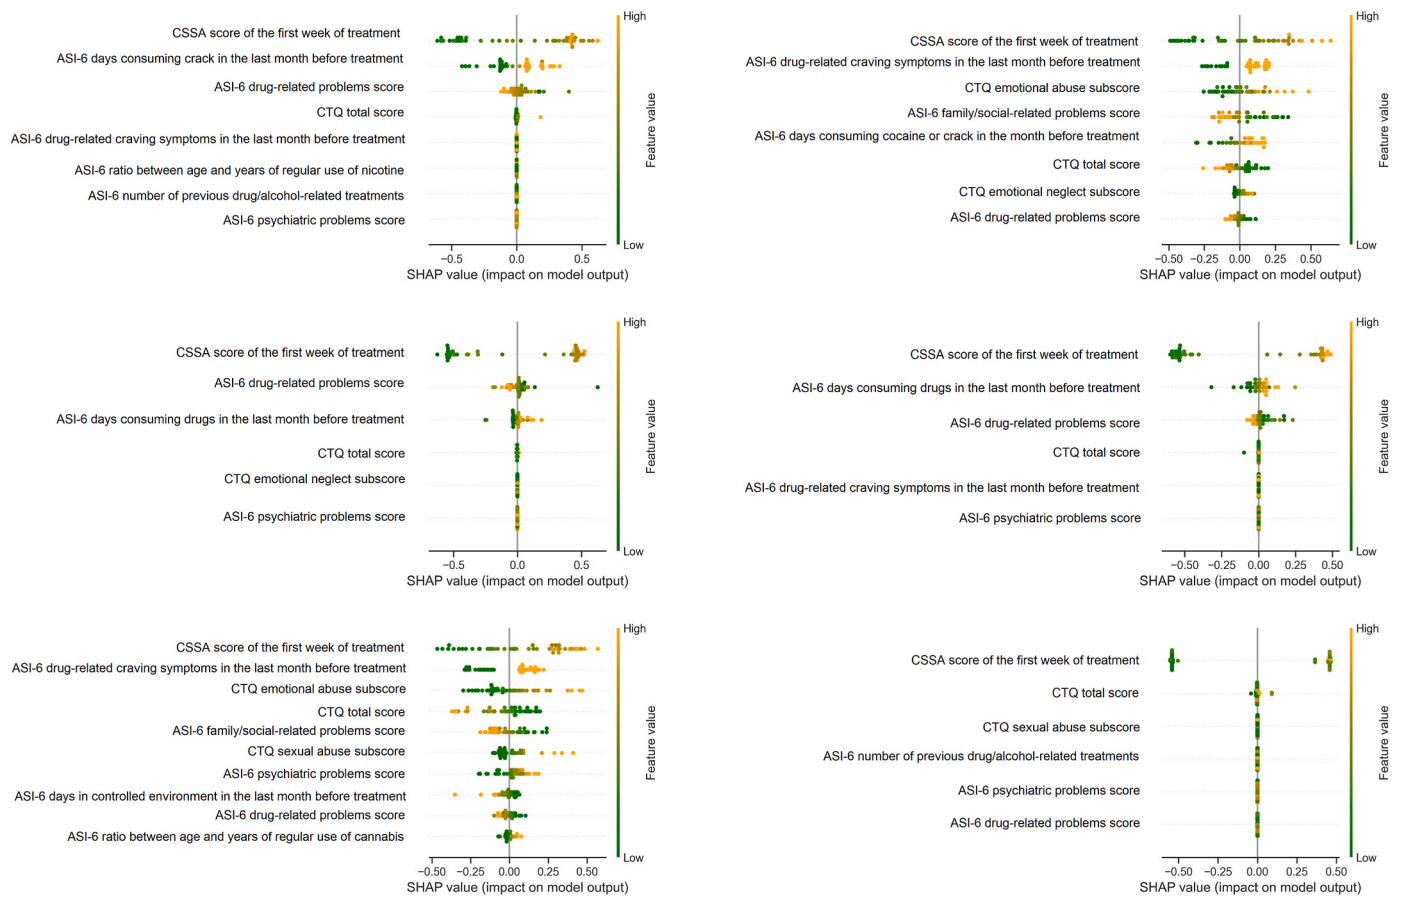 High
CSSA score of the first week of treatment
ASI-6 days consuming crack in the last month before treatment
ASI-6 drug-related problems score
CTQ total score
ASI-6 drug-related craving symptoms in the last month before treatment
ASI-6 ratio between age and years of regular use of nicotine
ASI-6 number of previous drug/alcohol-related treatments
ASI-6 psychiatric problems score
Feature value
Low
−0.5 0.0 0.5
SHAP value (impact on model output)
High
CSSA score of the first week of treatment
ASI-6 drug-related craving symptoms in the last month before treatment
CTQ emotional abuse subscore
ASI-6 family/social-related problems score
ASI-6 days consuming cocaine or crack in the month before treatment
CTQ total score
CTQ emotional neglect subscore
ASI-6 drug-related problems score
Feature value
Low
−0.50 −0.25 0.00 0.25 0.50
SHAP value (impact on model output)
High
CSSA score of the first week of treatment
ASI-6 drug-related problems score
ASI-6 days consuming drugs in the last month before treatment
CTQ total score
CTQ emotional neglect subscore
ASI-6 psychiatric problems score
Feature value
Low
−0.5 0.0 0.5
SHAP value (impact on model output)
High
CSSA score of the first week of treatment
ASI-6 days consuming drugs in the last month before treatment
ASI-6 drug-related problems score
CTQ total score
ASI-6 drug-related craving symptoms in the last month before treatment
ASI-6 psychiatric problems score
Feature value
Low
−0.50 −0.25 0.00 0.25 0.50
SHAP value (impact on model output)
High
CSSA score of the first week of treatment
ASI-6 drug-related craving symptoms in the last month before treatment
CTQ emotional abuse subscore
CTQ total score
ASI-6 family/social-related problems score
CTQ sexual abuse subscore
ASI-6 psychiatric problems score
ASI-6 days in controlled environment in the last month before treatment
ASI-6 drug-related problems score
ASI-6 ratio between age and years of regular use of cannabis
Feature value
Low
−0.50 −0.25 0.00 0.25 0.50
SHAP value (impact on model output)
High
CSSA score of the first week of treatment
CTQ total score
CTQ sexual abuse subscore
ASI-6 number of previous drug/alcohol-related treatments
ASI-6 psychiatric problems score
ASI-6 drug-related problems score
Feature value
Low
−0.50 −0.25 0.00 0.25 0.50
SHAP value (impact on model output)